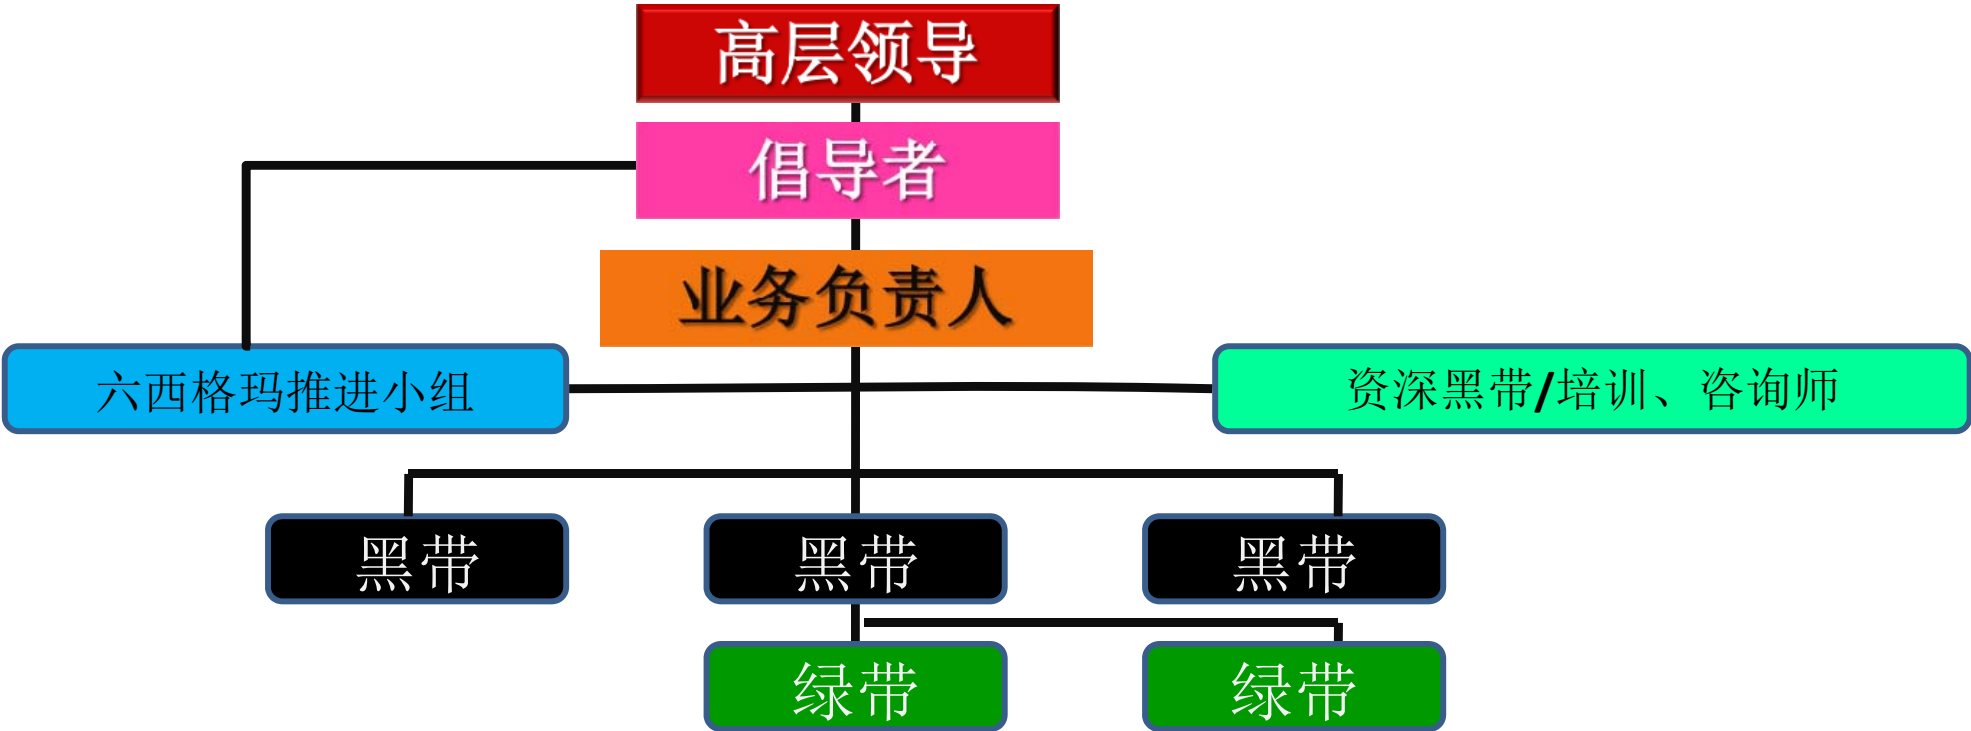 高层领导
倡导者
业务负责人
六西格玛推进小组
资深黑带/培训、咨询师
黑带
黑带
黑带
绿带
绿带